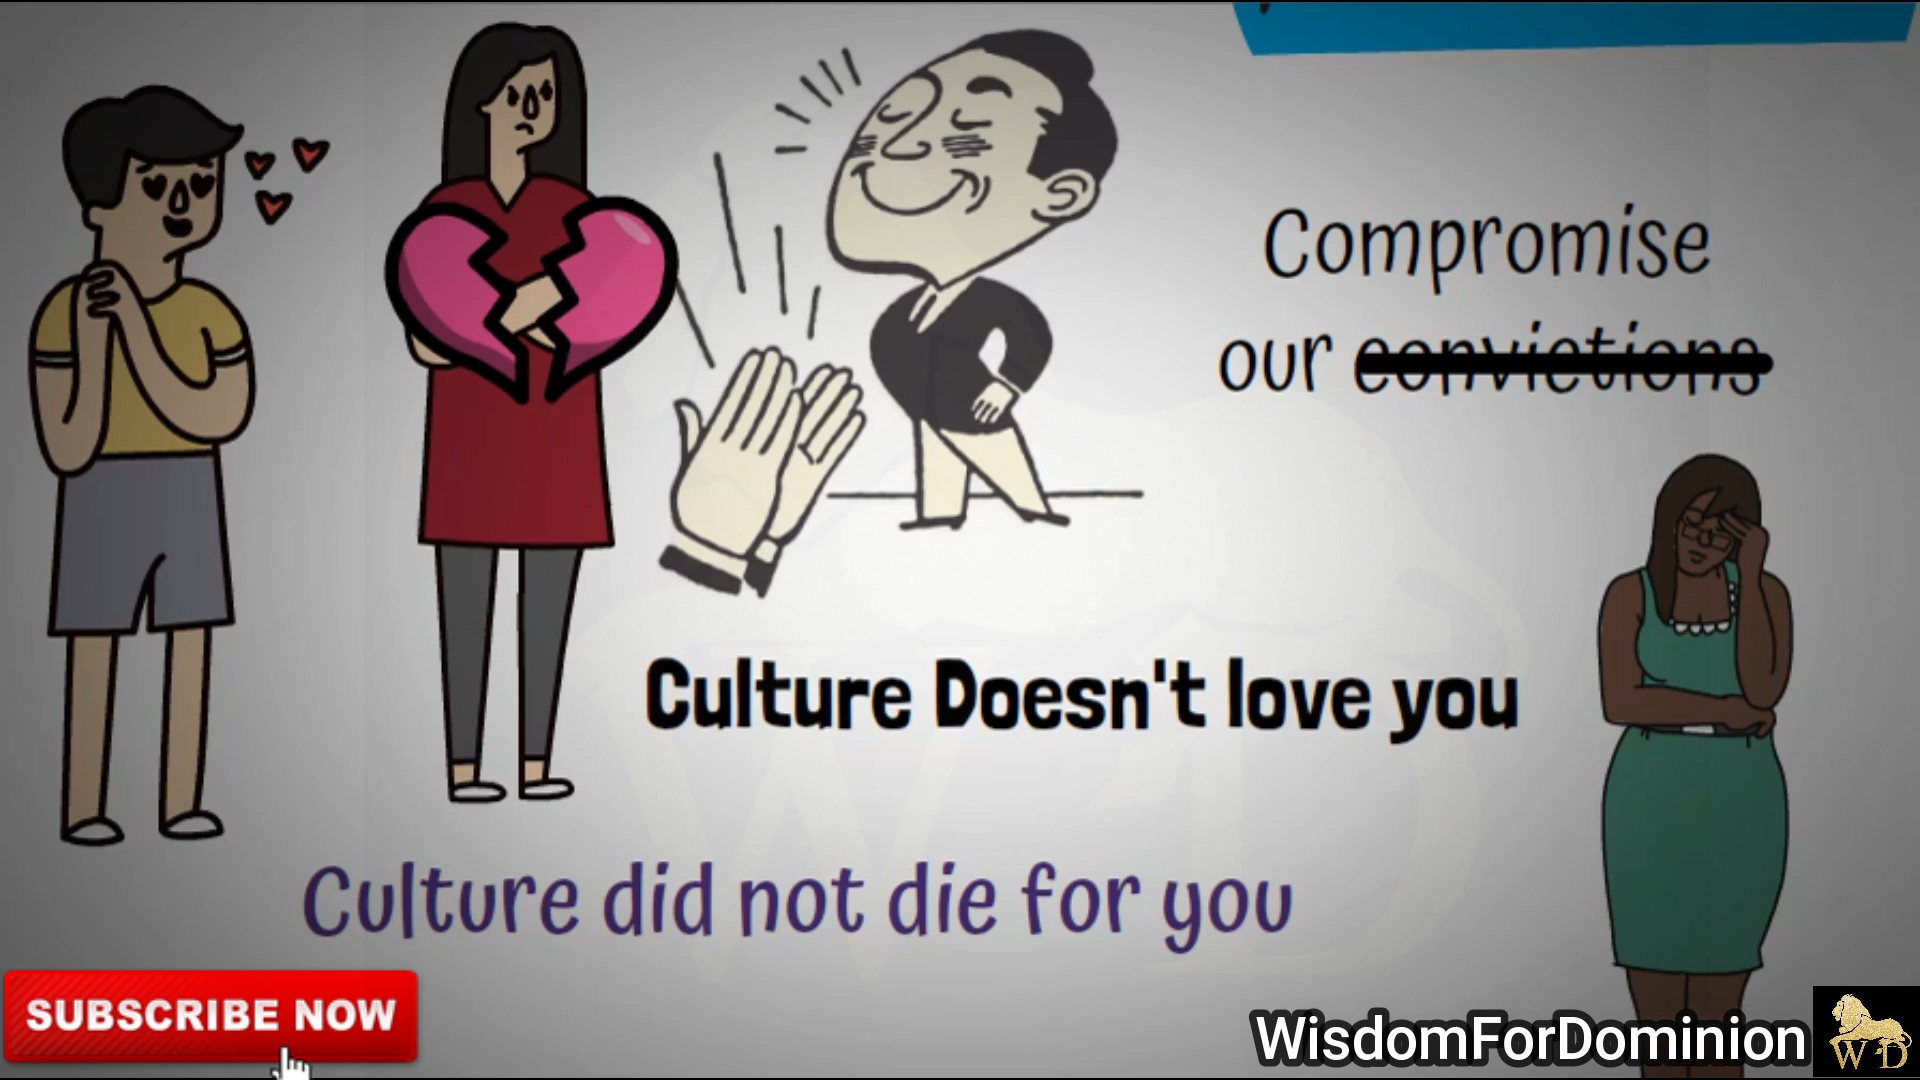 Compromise
our convictions
Culture Doesn't love you
Culture did not die for you
SUBSCRIBE NOW
WisdomForDominion
W D